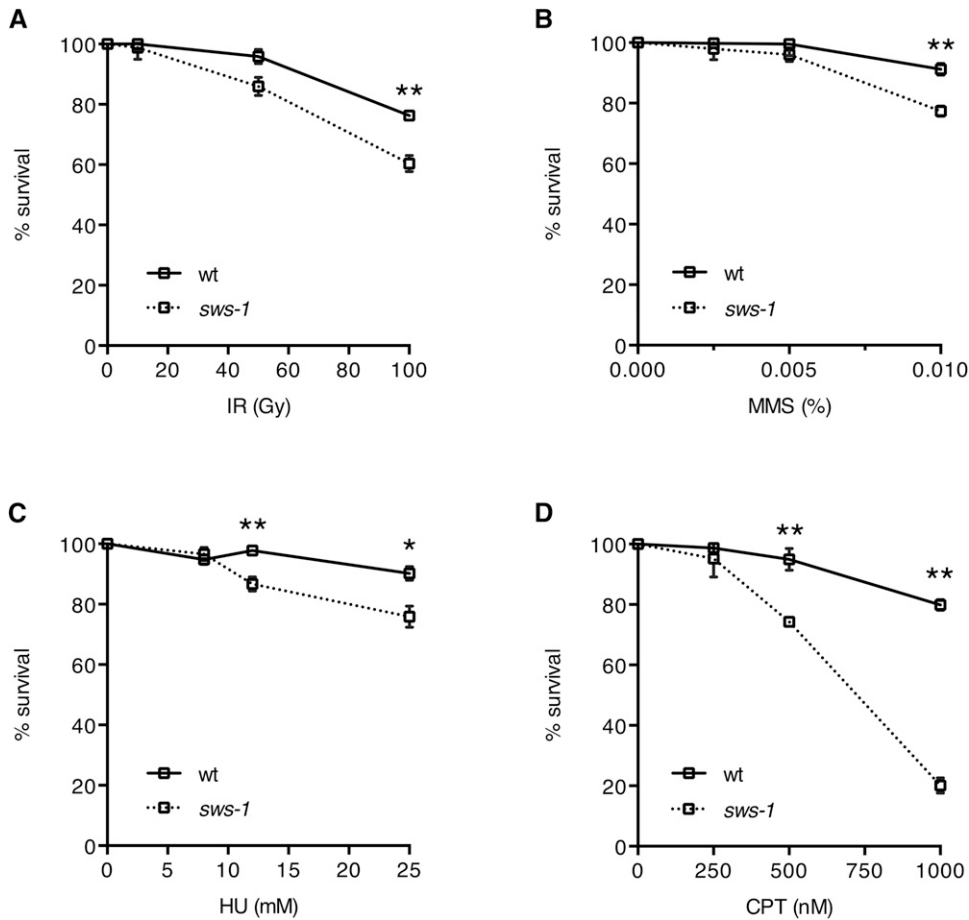 A
% survival
100
80
60
40
20
0
**
wt
sws-1
0 20 40 60 80 100
IR (Gy)
B
% survival
100
80
60
40
20
0
**
wt
sws-1
0.000 0.005 0.010
MMS (%)
C
% survival
100
80
60
40
20
0
**
*
wt
sws-1
0 5 10 15 20 25
HU (mM)
D
% survival
100
80
60
40
20
0
**
**
wt
sws-1
0 250 500 750 1000
CPT (nM)